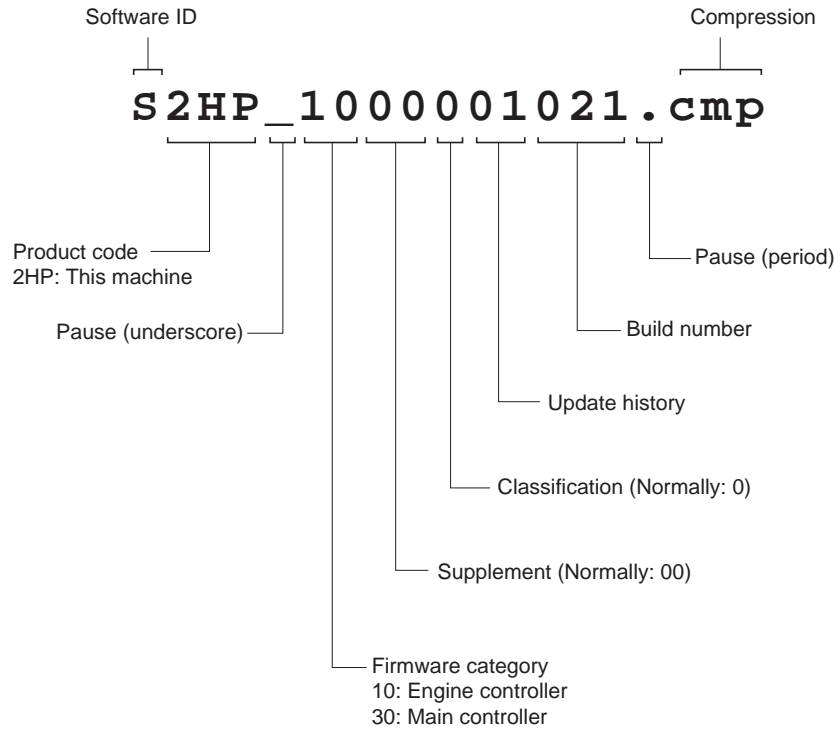 Software ID
Compression
S2HP_1000001021.cmp
Product code
2HP: This machine
Pause (period)
Pause (underscore)
Build number
Update history
Classification (Normally: 0)
Supplement (Normally: 00)
Firmware category
10: Engine controller
30: Main controller